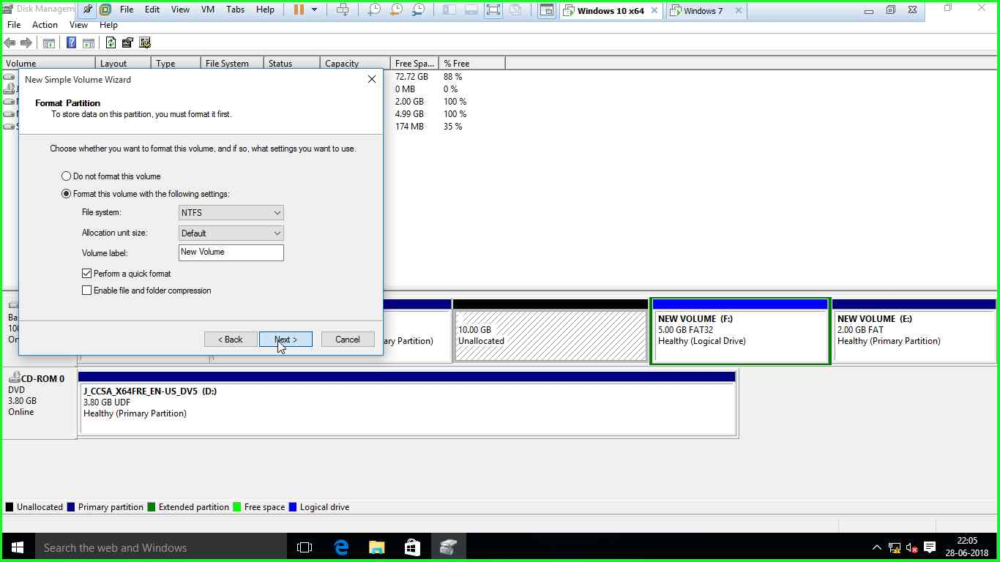 Disk Managem File Edit View VM Tabs Help Windows 10 x64 Windows 7
File Action View Help
Volume Layout Type File System Status Capacity Free Spa... % Free
72.72 GB 88 %
0 MB 0 %
2.00 GB 100 %
4.99 GB 100 %
174 MB 35 %
New Simple Volume Wizard
Format Partition
To store data on this partition, you must format it first.
Choose whether you want to format this volume, and if so, what settings you want to use.
Do not format this volume
Format this volume with the following settings:
File system: NTFS
Allocation unit size: Default
Volume label: New Volume
Perform a quick format
Enable file and folder compression
< Back Next > Cancel
Ba
100
On
ary Partition)
10.00 GB
Unallocated
NEW VOLUME (F:)
5.00 GB FAT32
Healthy (Logical Drive)
NEW VOLUME (E:)
2.00 GB FAT
Healthy (Primary Partition)
CD-ROM 0
DVD
3.80 GB
Online
J_CCSA_X64FRE_EN-US_DV5 (D:)
3.80 GB UDF
Healthy (Primary Partition)
Unallocated Primary partition Extended partition Free space Logical drive
Search the web and Windows
22:05
28-06-2018